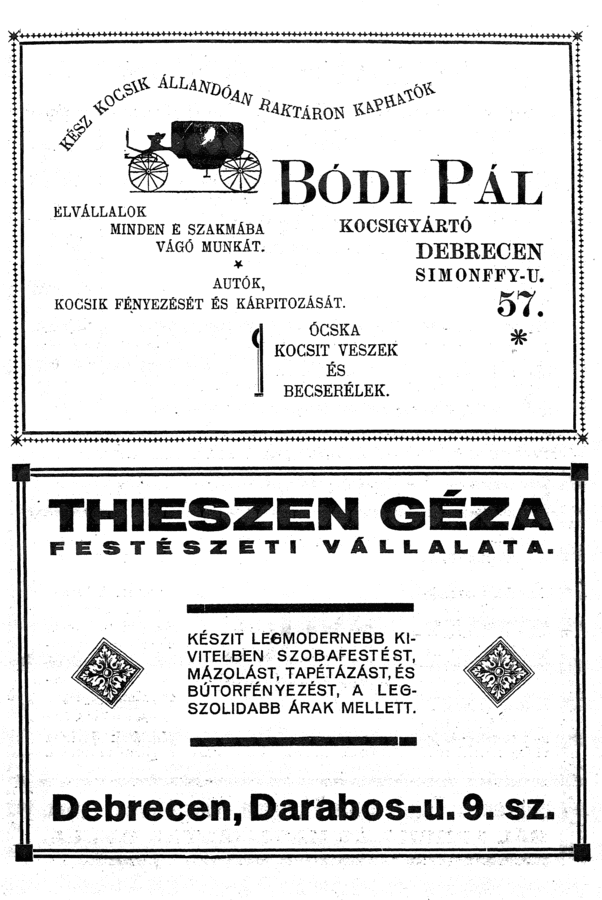 KÉSZ KOCSIK ÁLLANDÓAN RAKTÁRON KAPHATÓK
BÓDI PÁL
KOCSIGYÁRTÓ
DEBRECEN
SIMONFFY-U.
57.
ELVÁLLALOK
MINDEN E SZAKMÁBA
VÁGÓ MUNKÁT.
AUTÓK,
KOCSIK FÉNYEZÉSÉT ÉS KÁRPITOZÁSÁT.
ÓCSKA
KOCSIT VESZEK
ÉS
BECSERÉLEK.
THIESZEN GÉZA
FESTÉSZETI VÁLLALATA.
KÉSZIT LEGMODERNEBB KI-
VITELBEN SZOBAFESTÉST,
MÁZOLÁST, TAPÉTÁZÁST, ÉS
BÚTORFÉNYEZÉST, A LEG-
SZOLIDABB ÁRAK MELLETT.
Debrecen, Darabos-u. 9. sz.